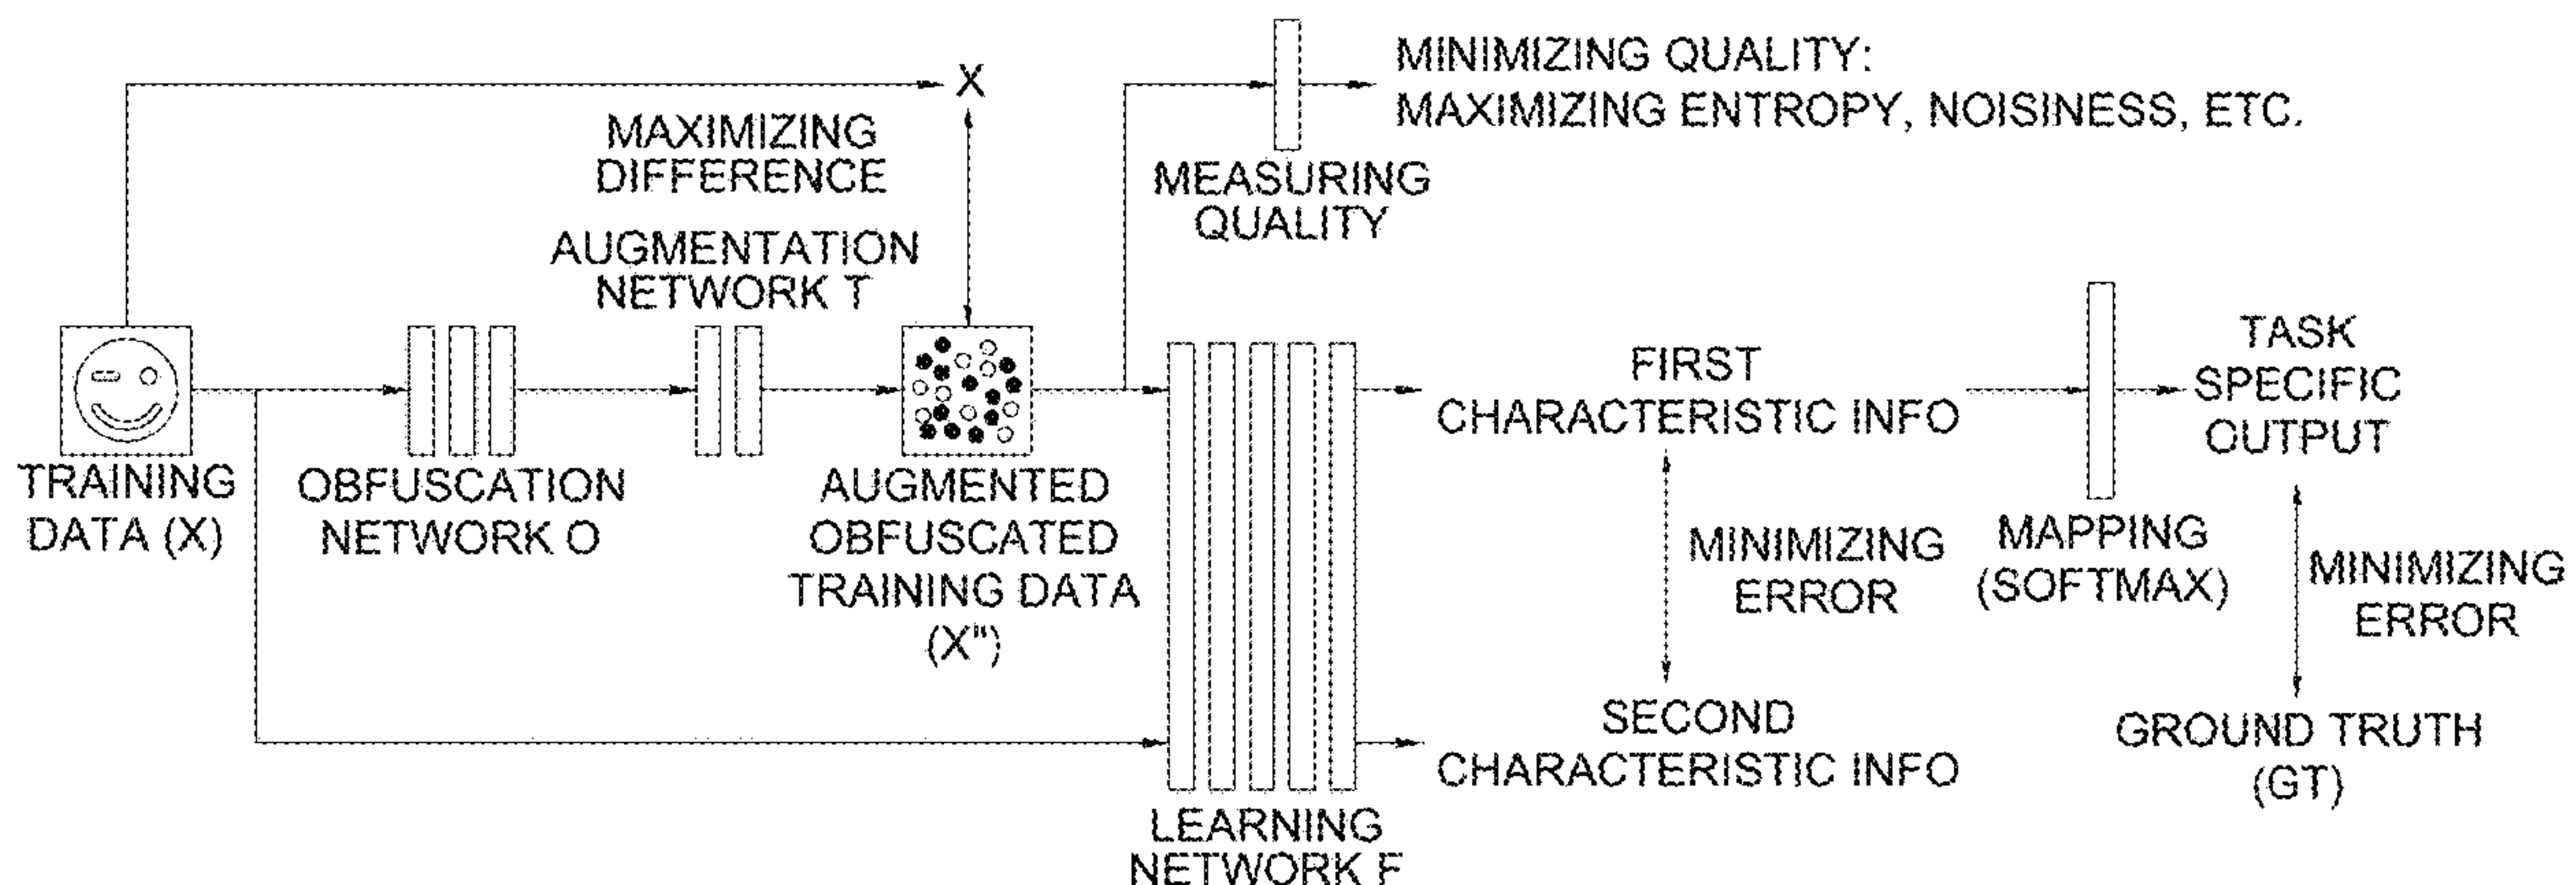 X
MINIMIZING QUALITY:
MAXIMIZING ENTROPY, NOISINESS, ETC.
MAXIMIZING
DIFFERENCE
MEASURING
QUALITY
AUGMENTATION
NETWORK T
TRAINING
DATA (X)
OBFUSCATION
NETWORK O
AUGMENTED
OBFUSCATED
TRAINING DATA
(X")
LEARNING
NETWORK F
FIRST
CHARACTERISTIC INFO
MINIMIZING
ERROR
SECOND
CHARACTERISTIC INFO
MAPPING
(SOFTMAX)
TASK
SPECIFIC
OUTPUT
MINIMIZING
ERROR
GROUND TRUTH
(GT)